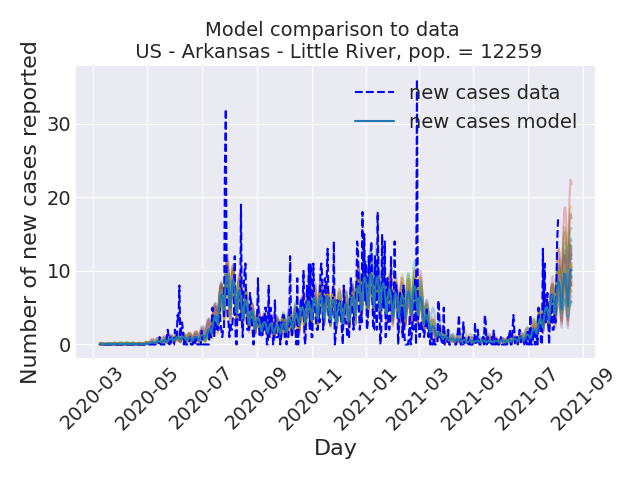 Model comparison to data
US - Arkansas - Little River, pop. = 12259
Number of new cases reported
30
20
10
0
new cases data
new cases model
2020-03
2020-05
2020-07
2020-09
2020-11
2021-01
2021-03
2021-05
2021-07
2021-09
Day